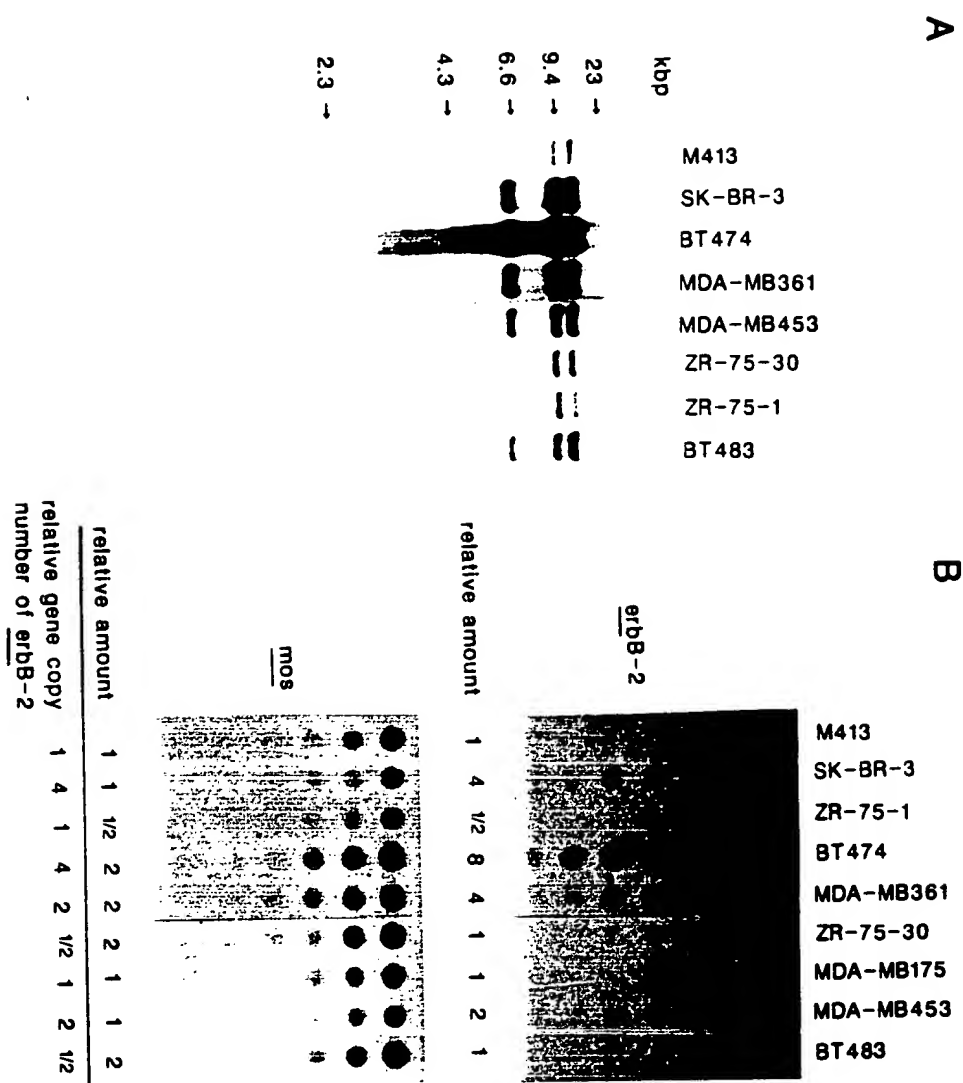 A
kbp
23 →
9.4 →
6.6 →
4.3 →
2.3 →
M413
SK-BR-3
BT474
MDA-MB361
MDA-MB453
ZR-75-30
ZR-75-1
BT483
B
erbB-2
M413
SK-BR-3
ZR-75-1
BT474
MDA-MB361
ZR-75-30
MDA-MB175
MDA-MB453
BT483
relative amount 1 4 1/2 8 4 1 1 2 1
mos
relative amount 1 1 1/2 2 2 2 1 1 2
relative gene copy
number of erbB-2 1 4 1 4 2 1/2 1 2 1/2